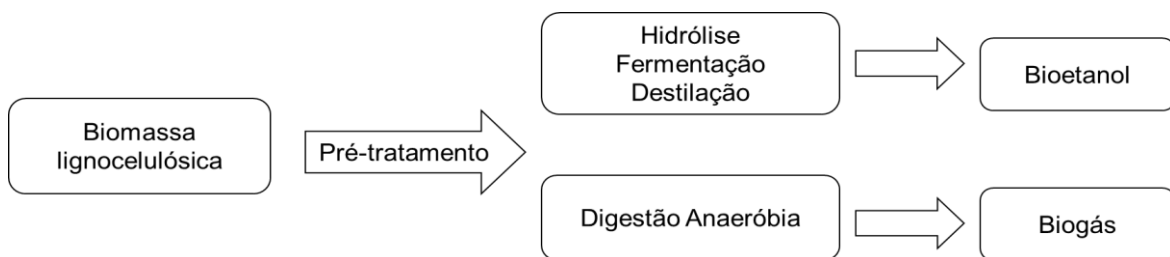 Biomassa
lignocelulósica
Pré-tratamento
Hidrólise
Fermentação
Destilação
Bioetanol
Digestão Anaeróbia
Biogás